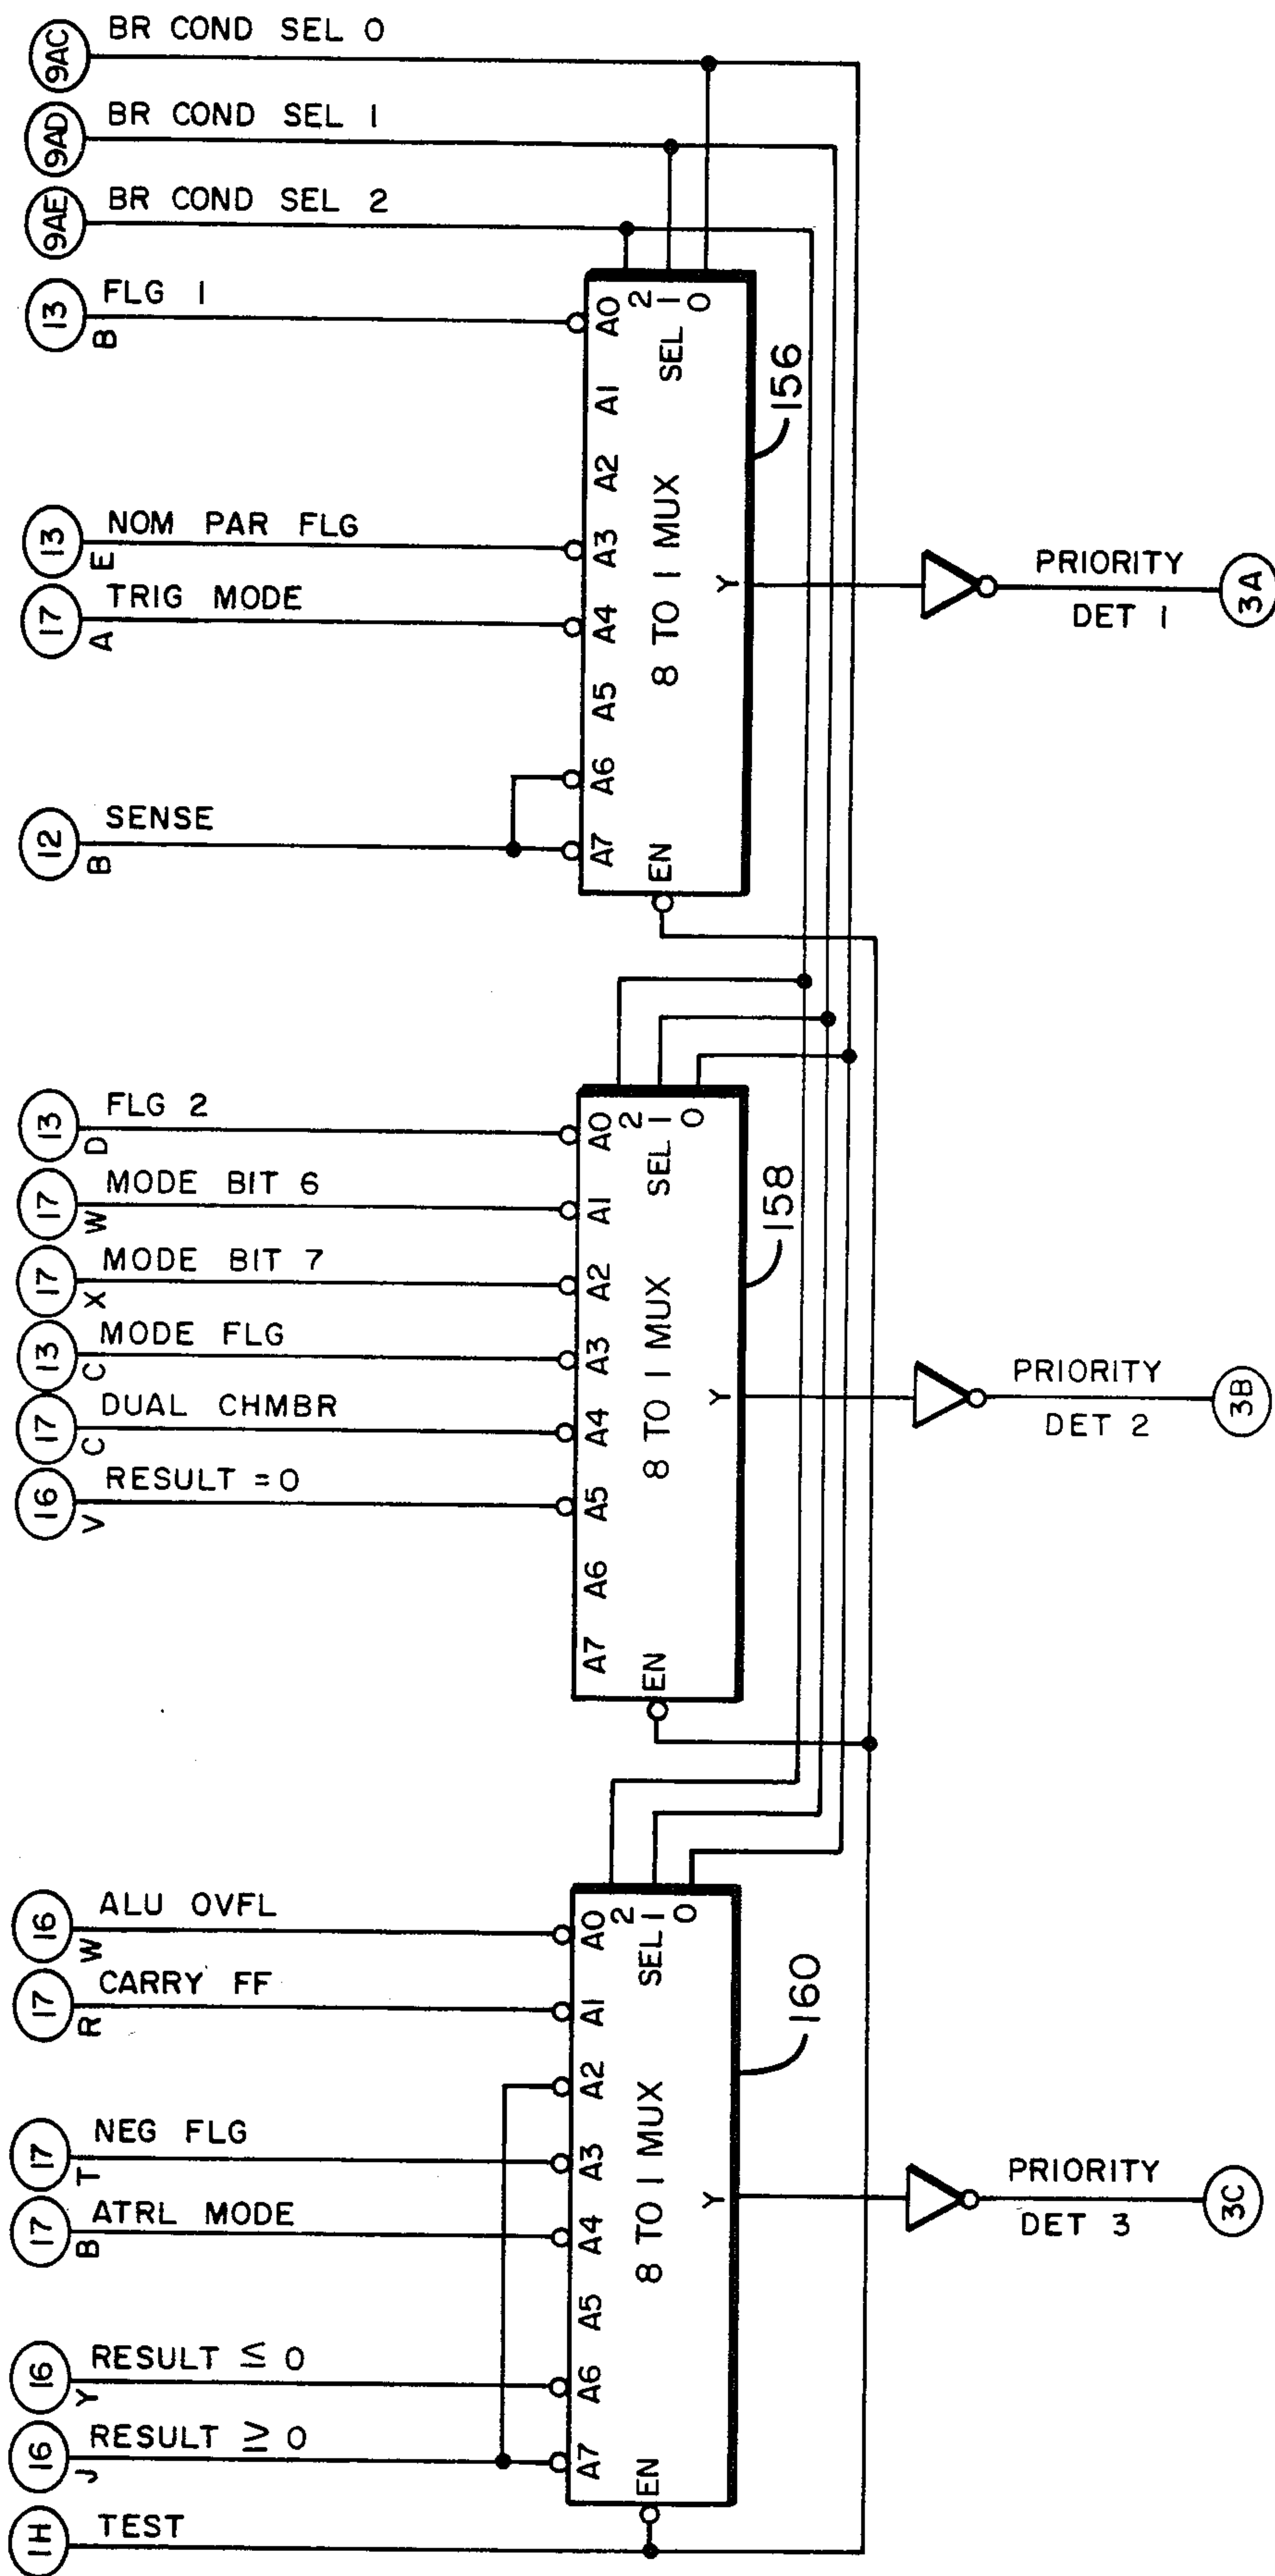 9AC BR COND SEL 0
9AD BR COND SEL 1
9AE BR COND SEL 2
13 B FLG 1
13 E NOM PAR FLG
17 A TRIG MODE
12 B SENSE
A0 A1 A2 A3 A4 A5 A6 A7
2 1 0
SEL
8 TO 1 MUX
EN
Y
156
PRIORITY
DET 1
3A
13 D FLG 2
17 W MODE BIT 6
17 X MODE BIT 7
13 C MODE FLG
17 C DUAL CHMBR
16 V RESULT =0
A0 A1 A2 A3 A4 A5 A6 A7
2 1 0
SEL
8 TO 1 MUX
EN
Y
158
PRIORITY
DET 2
3B
16 W ALU OVFL
17 R CARRY FF
17 T NEG FLG
17 B ATRL MODE
16 Y RESULT ≤ 0
16 J RESULT ≥ 0
1H TEST
A0 A1 A2 A3 A4 A5 A6 A7
2 1 0
SEL
8 TO 1 MUX
EN
Y
160
PRIORITY
DET 3
3C